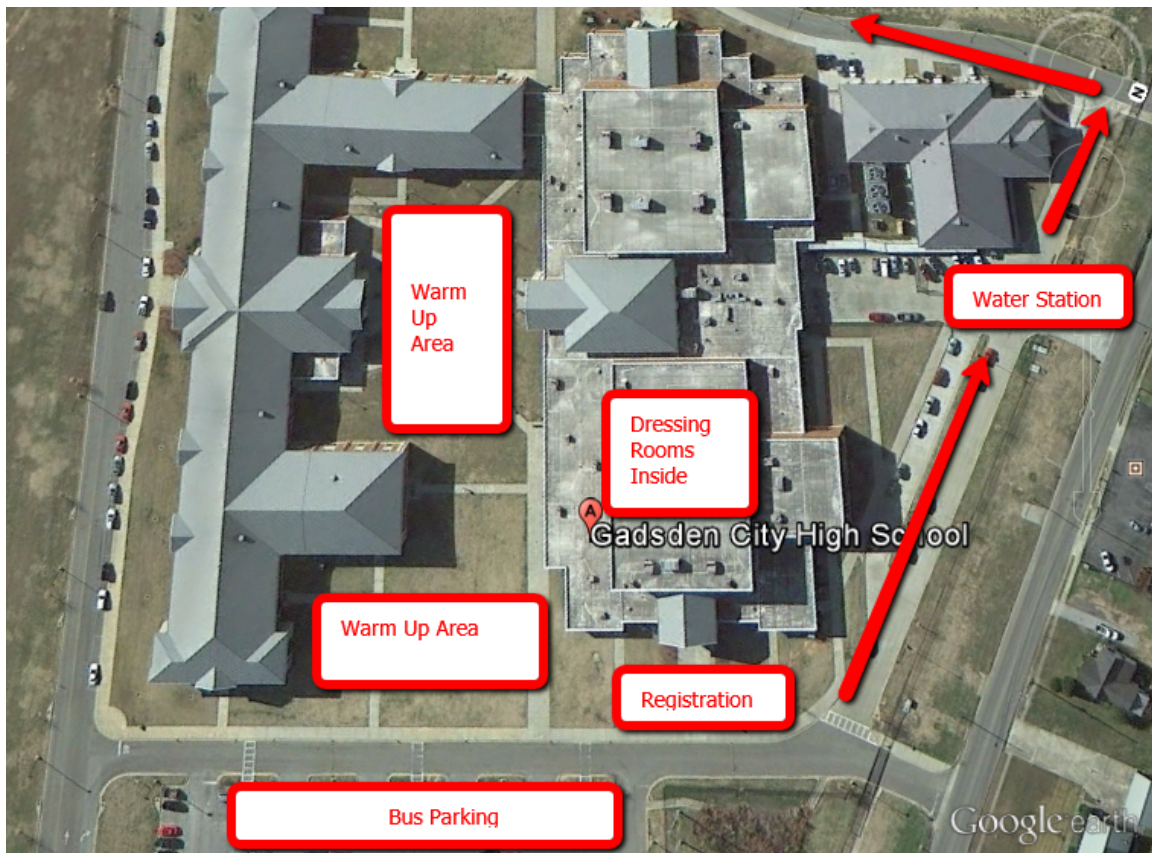 N
Warm
Up
Area
Water Station
Dressing
Rooms
Inside
A
Gadsden City High School
Warm Up Area
Registration
Bus Parking
Google earth